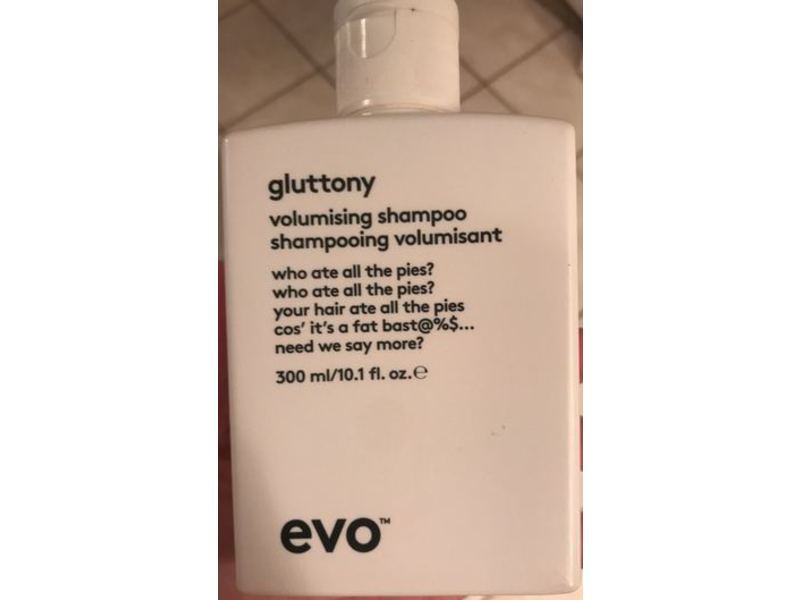 gluttony
volumising shampoo
shampooing volumisant
who ate all the pies?
who ate all the pies?
your hair ate all the pies
cos' it's a fat bast@%$...
need we say more?
300 ml/10.1 fl. oz.℮
evo™